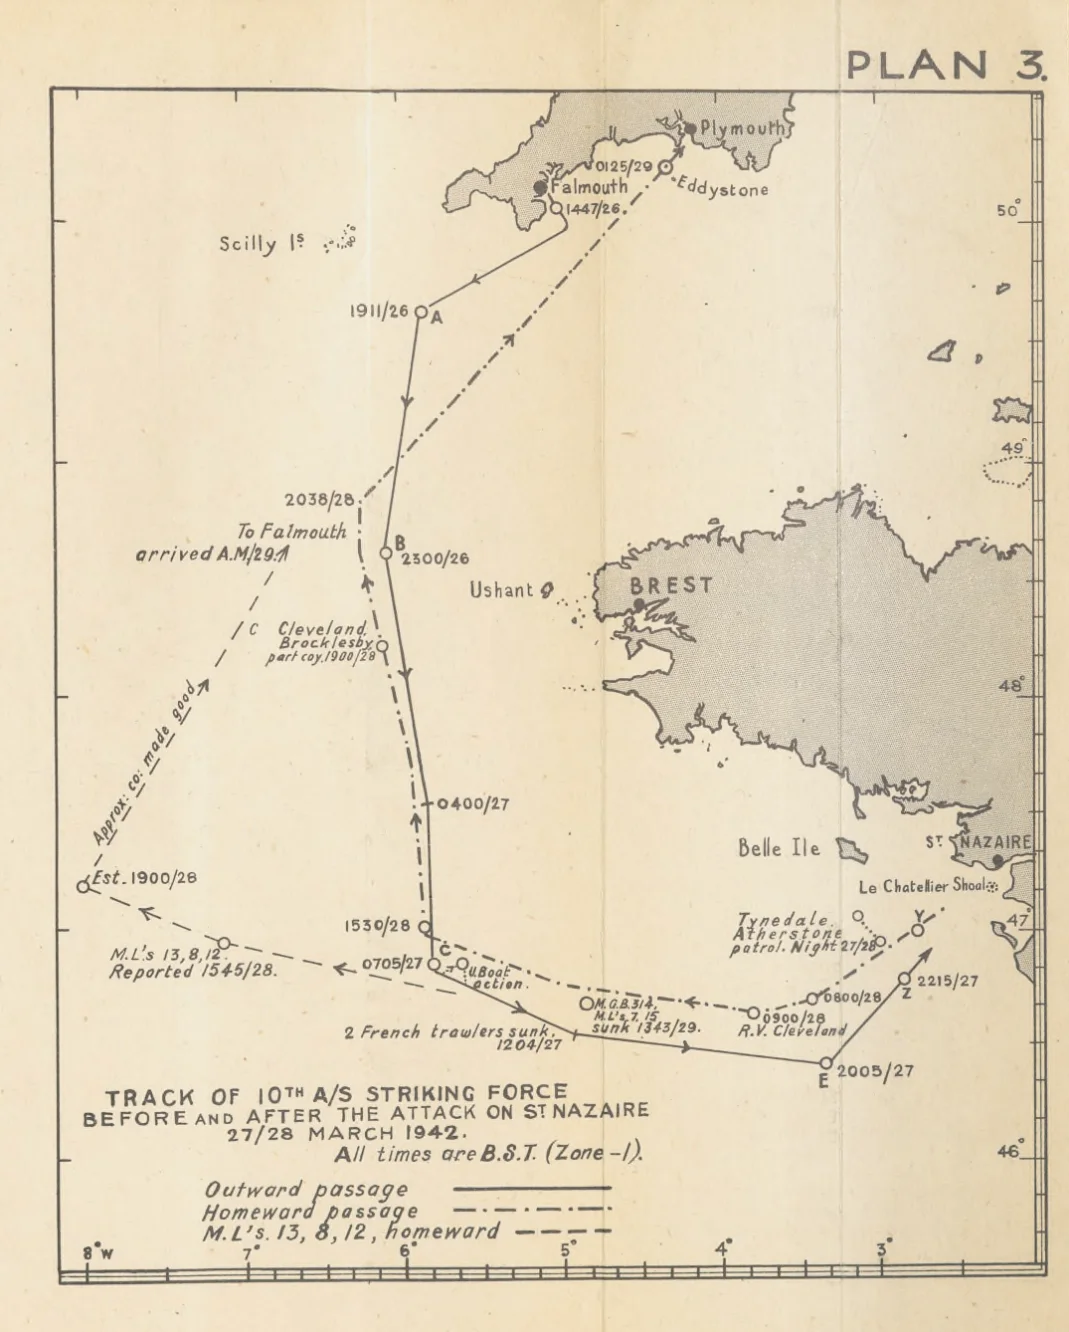 PLAN 3.
Plymouth
0125/29
Eddystone
Falmouth
1447/26.
50°
Scilly Is
1911/26
A
49°
2038/28
To Falmouth
arrived A.M/29.
B
2300/26
Ushant
BREST
C Cleveland,
Brocklesby
part coy, 1900/28
48°
Approx: co: made good
0400/27
Belle Ile
ST NAZAIRE
Est. 1900/28
Le Chatellier Shoal
1530/28
Tynedale.
Atherstone
patrol. Night 27/28
Y
47°
M.L's 13,8,12.
Reported 1545/28.
0705/27
C
U.Boat
action.
2215/27
Z
M.G.B.314,
M.L's,7,15
sunk 1343/29.
0800/28
0900/28
R.V. Cleveland
2 French trawlers sunk.
1204/27
2005/27
E
TRACK OF 10TH A/S STRIKING FORCE
BEFORE AND AFTER THE ATTACK ON ST. NAZAIRE
27/28 MARCH 1942.
All times are B.S.T. (Zone -1).
46°
Outward passage
Homeward passage
M.L's. 13, 8, 12, homeward
8°W 7° 6° 5° 4° 3°